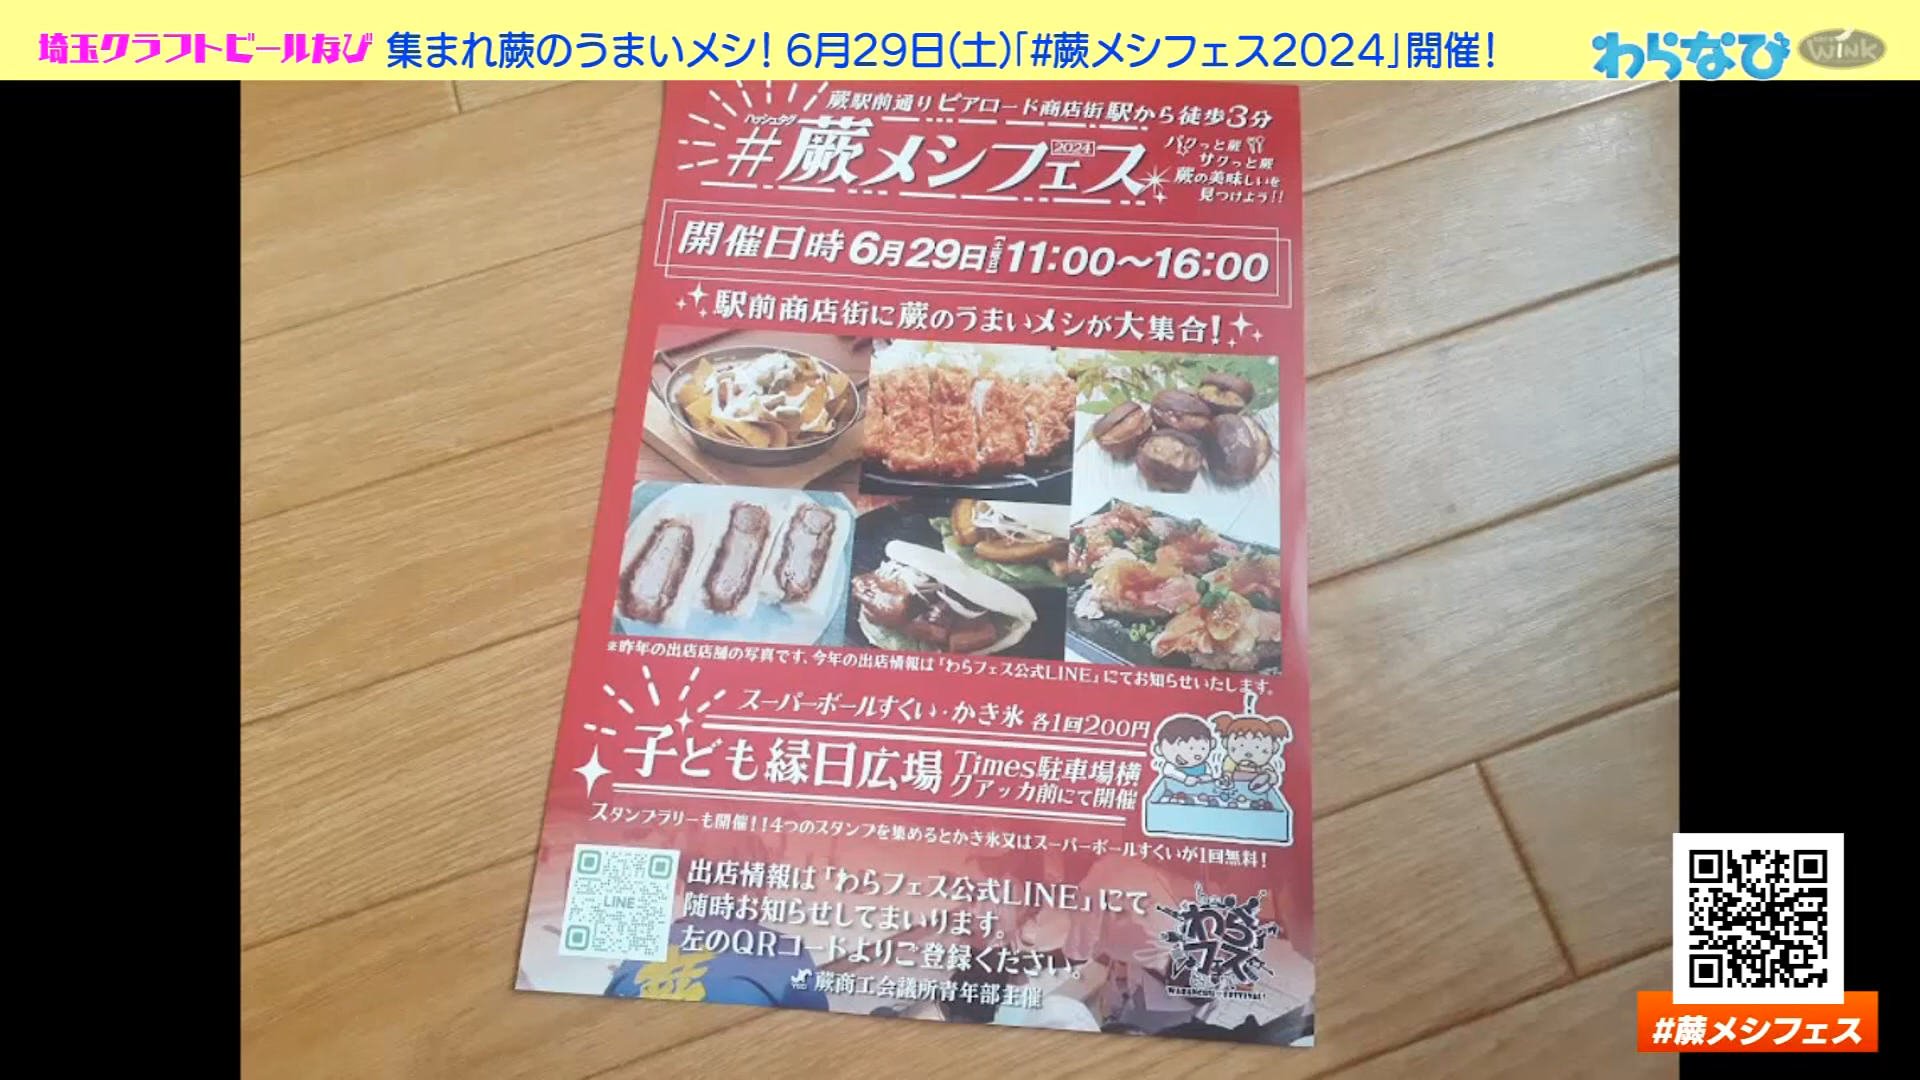 埼玉クラフトビールなび 集まれ蕨のうまいメシ! 6月29日(土)「#蕨メシフェス2024」開催!
わらなび
WINK
蕨駅前通りピアロード商店街駅から徒歩3分
ハッシュタグ
#蕨メシフェス
2024
パクっと蕨
サクっと蕨
蕨の美味しいを
見つけよう!!
開催日時 6月29日[土曜日]11:00〜16:00
駅前商店街に蕨のうまいメシが大集合!
※昨年の出店店舗の写真です、今年の出店情報は「わらフェス公式LINE」にてお知らせいたします。
スーパーボールすくい・かき氷 各1回200円
子ども縁日広場
Times駐車場横
クアッカ前にて開催
スタンプラリーも開催!!4つのスタンプを集めるとかき氷又はスーパーボールすくいが1回無料!
LINE
出店情報は「わらフェス公式LINE」にて
随時お知らせしてまいります。
左のQRコードよりご登録ください。
YEG 蕨商工会議所青年部主催
わらフェス
#蕨メシフェス